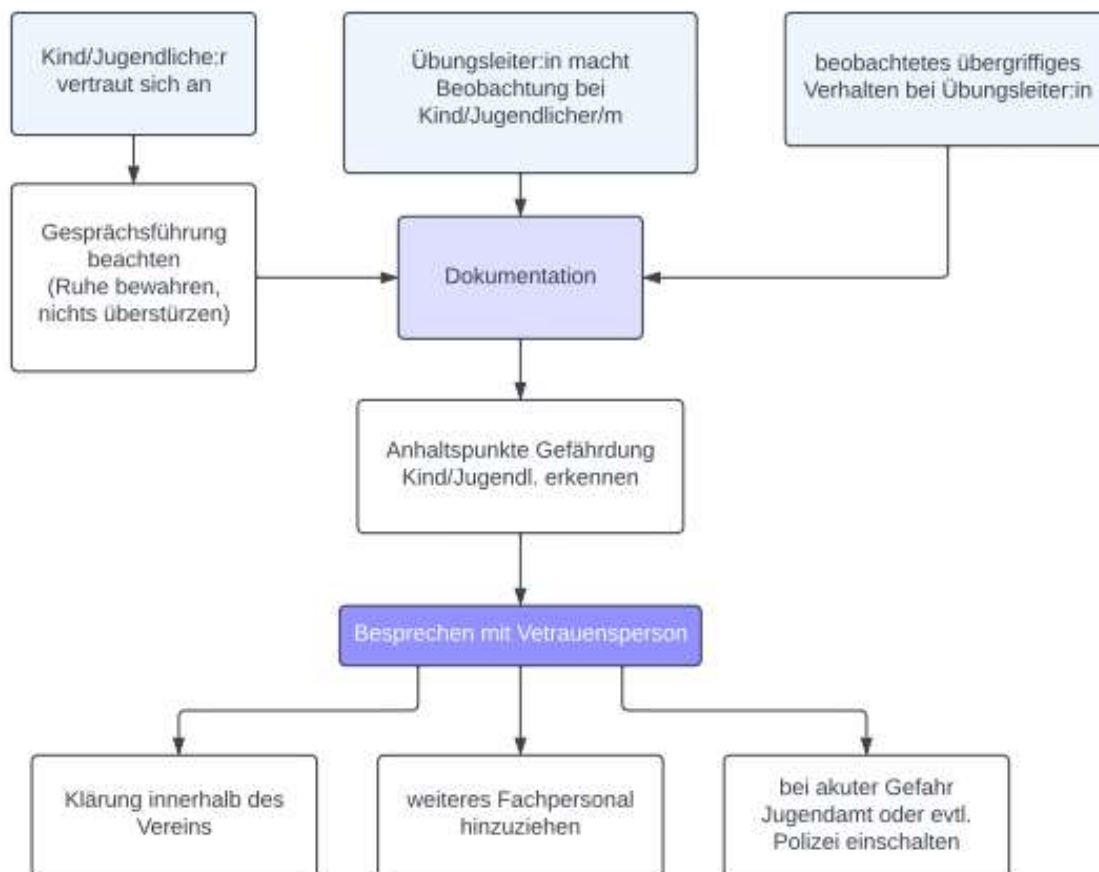 Kind/Jugendliche:r
vertraut sich an
Übungsleiter:in macht
Beobachtung bei
Kind/Jugendlicher/m
beobachtetes übergriffiges
Verhalten bei Übungsleiter:in
Gesprächsführung
beachten
(Ruhe bewahren,
nichts überstürzen)
Dokumentation
Anhaltspunkte Gefährdung
Kind/Jugendl. erkennen
Besprechen mit Vetrauensperson
Klärung innerhalb des
Vereins
weiteres Fachpersonal
hinzuziehen
bei akuter Gefahr
Jugendamt oder evtl.
Polizei einschalten